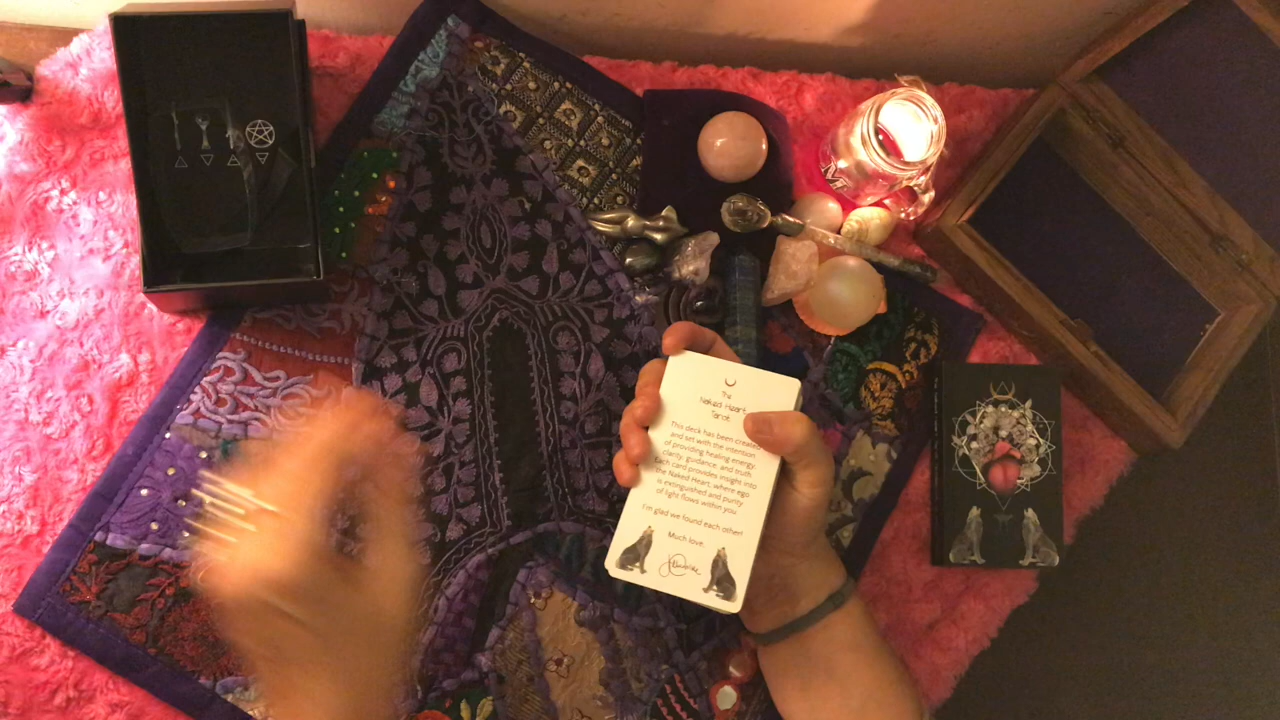 The
Naked Heart
Tarot
This deck has been created
and set with the intention
of providing healing energy,
clarity, guidance, and truth.
Each card provides insight into
the Naked Heart, where ego
is extinguished and purity
of light flows within you.
I'm glad we found each other!
Much love,